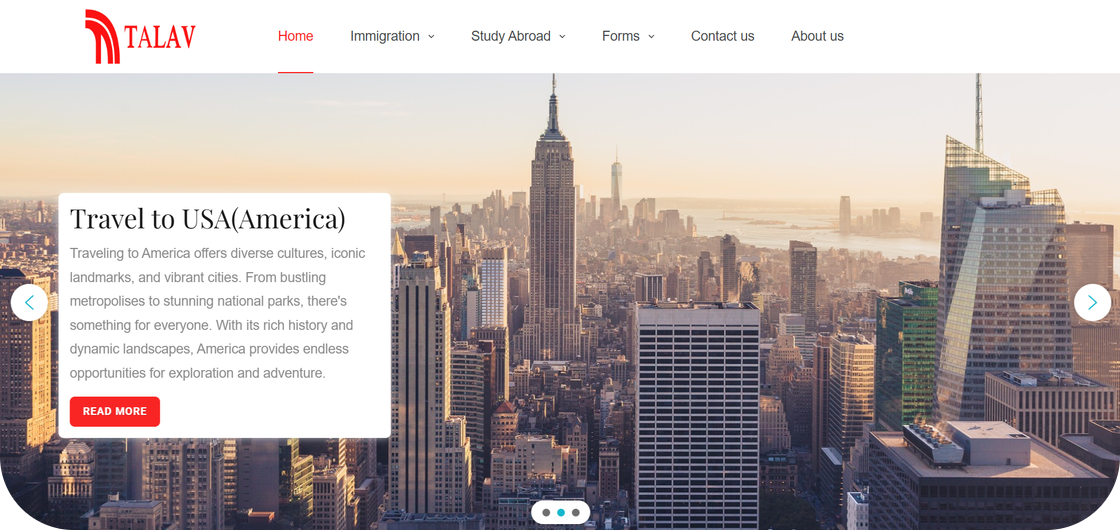 TALAV
Home
Immigration
Study Abroad
Forms
Contact us
About us
Travel to USA(America)
Traveling to America offers diverse cultures, iconic
landmarks, and vibrant cities. From bustling
metropolises to stunning national parks, there's
something for everyone. With its rich history and
dynamic landscapes, America provides endless
opportunities for exploration and adventure.
READ MORE